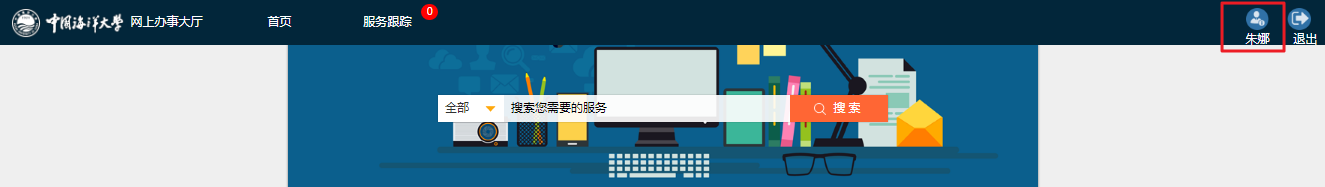 中国海洋大学 网上办事大厅 首页 服务跟踪 0
朱娜 退出
全部 搜索您需要的服务 搜索